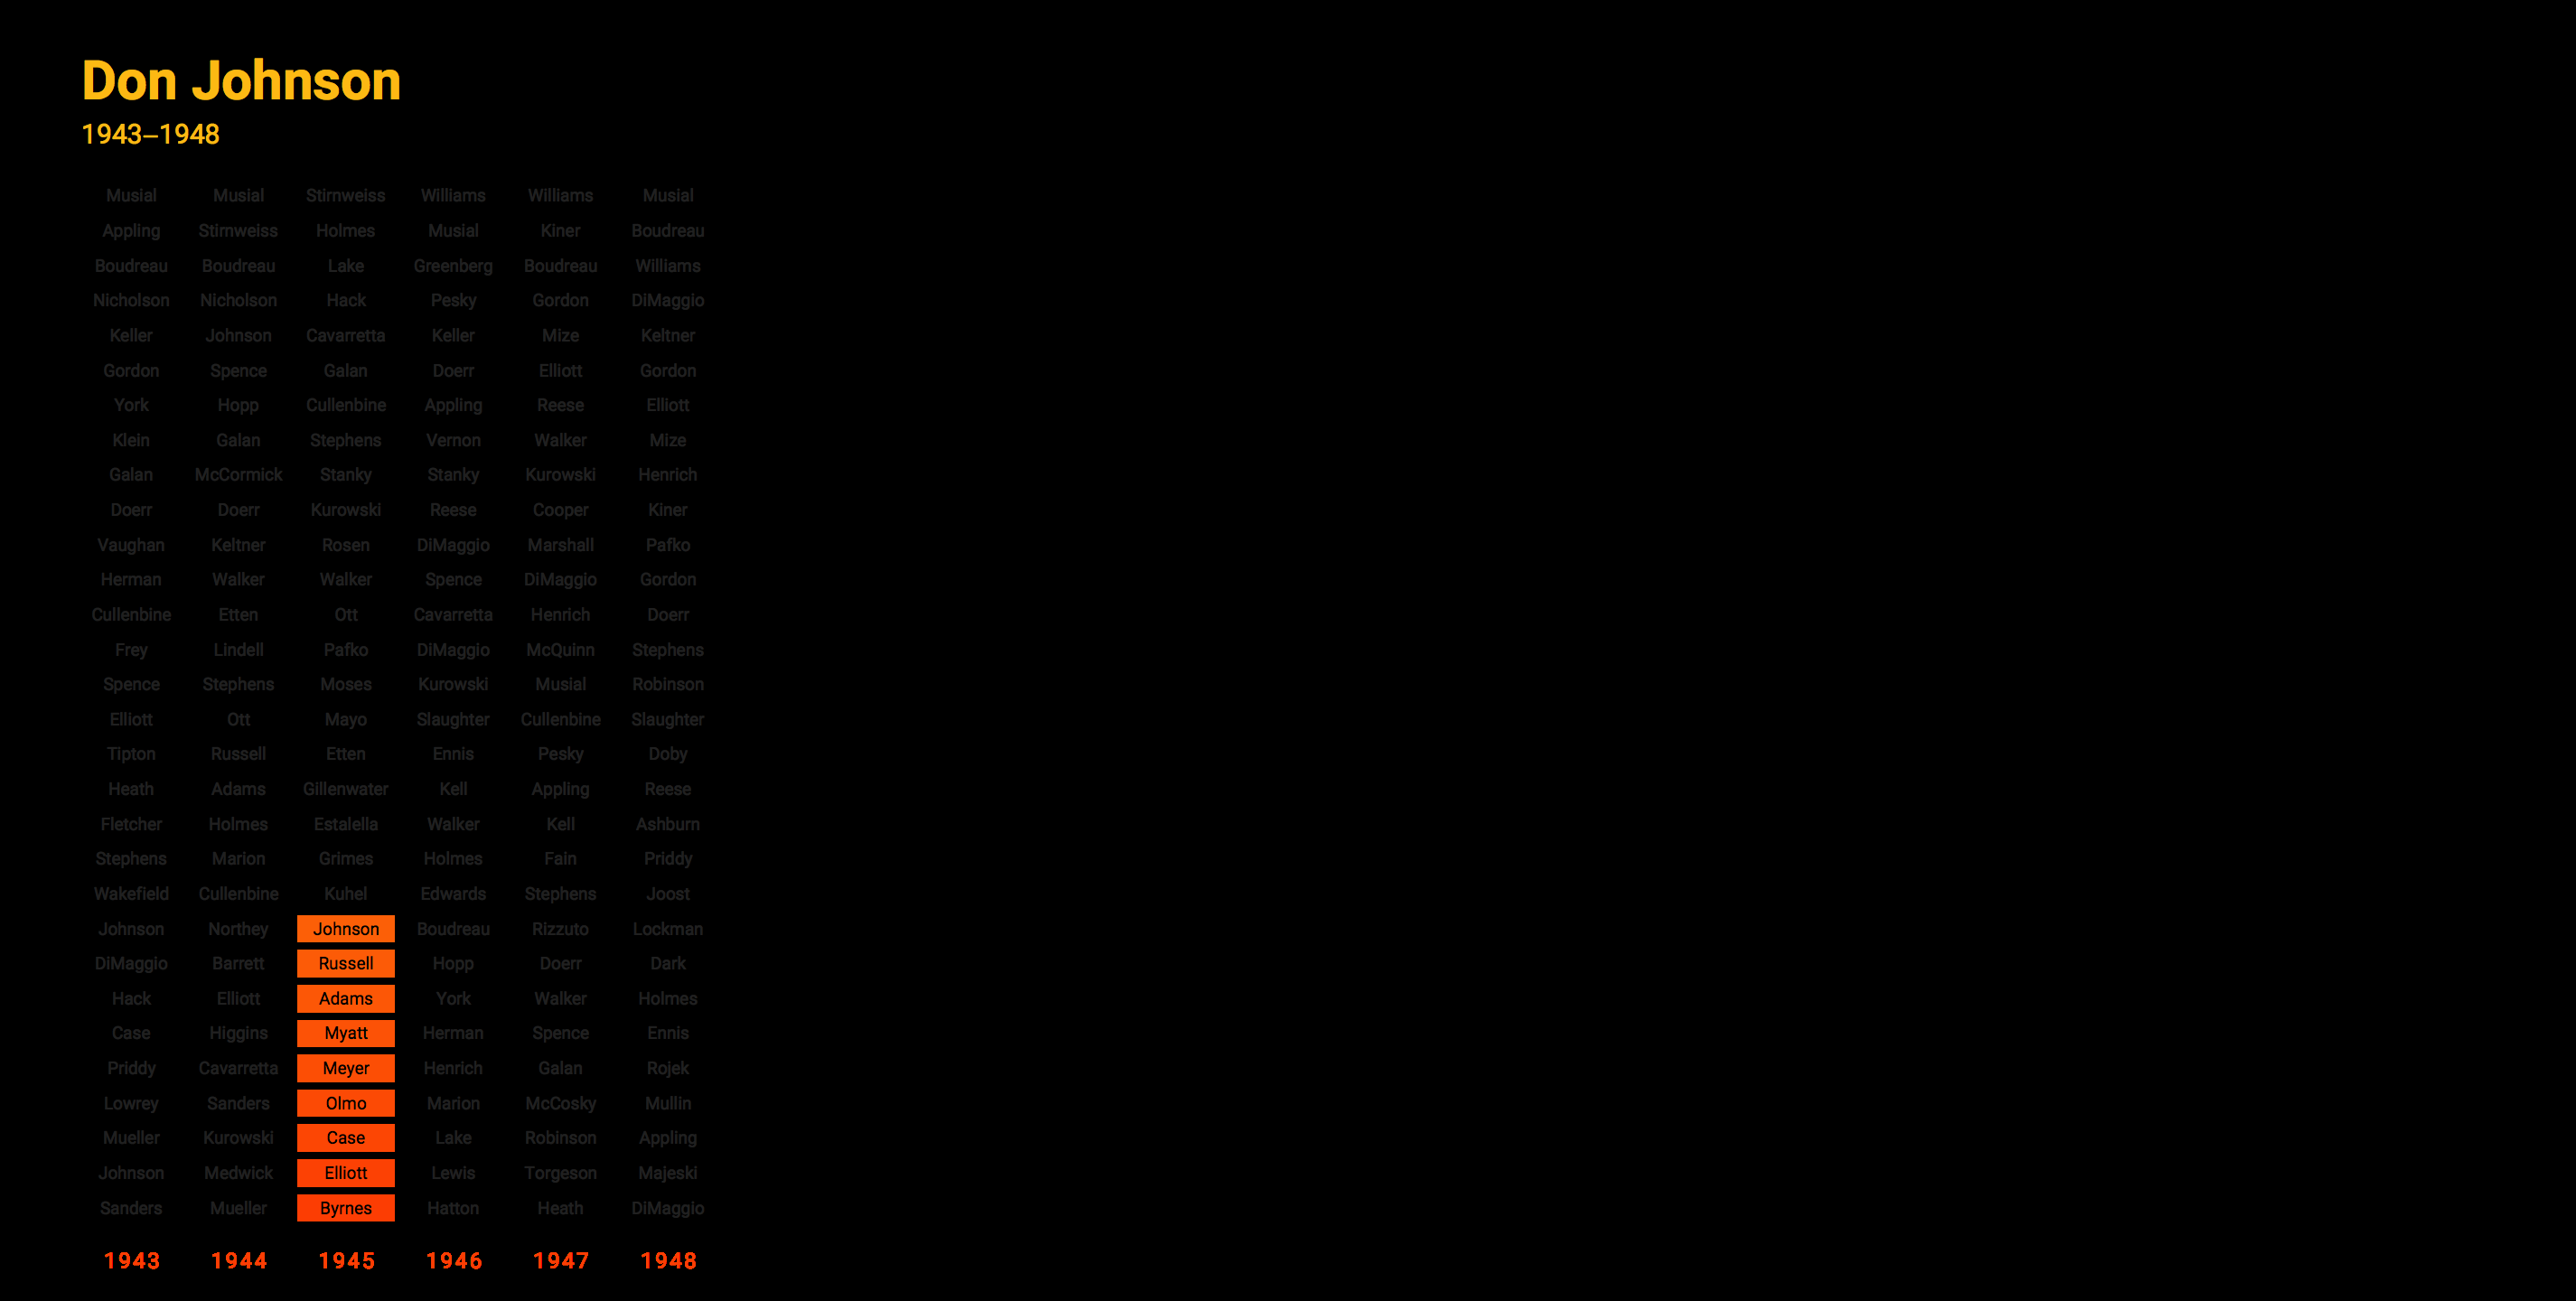 Don Johnson
1943–1948
Musial Musial Stirnweiss Williams Williams Musial
Appling Stirnweiss Holmes Musial Kiner Boudreau
Boudreau Boudreau Lake Greenberg Boudreau Williams
Nicholson Nicholson Hack Pesky Gordon DiMaggio
Keller Johnson Cavarretta Keller Mize Keltner
Gordon Spence Galan Doerr Elliott Gordon
York Hopp Cullenbine Appling Reese Elliott
Klein Galan Stephens Vernon Walker Mize
Galan McCormick Stanky Stanky Kurowski Henrich
Doerr Doerr Kurowski Reese Cooper Kiner
Vaughan Keltner Rosen DiMaggio Marshall Pafko
Herman Walker Walker Spence DiMaggio Gordon
Cullenbine Etten Ott Cavarretta Henrich Doerr
Frey Lindell Pafko DiMaggio McQuinn Stephens
Spence Stephens Moses Kurowski Musial Robinson
Elliott Ott Mayo Slaughter Cullenbine Slaughter
Tipton Russell Etten Ennis Pesky Doby
Heath Adams Gillenwater Kell Appling Reese
Fletcher Holmes Estalella Walker Kell Ashburn
Stephens Marion Grimes Holmes Fain Priddy
Wakefield Cullenbine Kuhel Edwards Stephens Joost
Johnson Northey Johnson Boudreau Rizzuto Lockman
DiMaggio Barrett Russell Hopp Doerr Dark
Hack Elliott Adams York Walker Holmes
Case Higgins Myatt Herman Spence Ennis
Priddy Cavarretta Meyer Henrich Galan Rojek
Lowrey Sanders Olmo Marion McCosky Mullin
Mueller Kurowski Case Lake Robinson Appling
Johnson Medwick Elliott Lewis Torgeson Majeski
Sanders Mueller Byrnes Hatton Heath DiMaggio
1943 1944 1945 1946 1947 1948